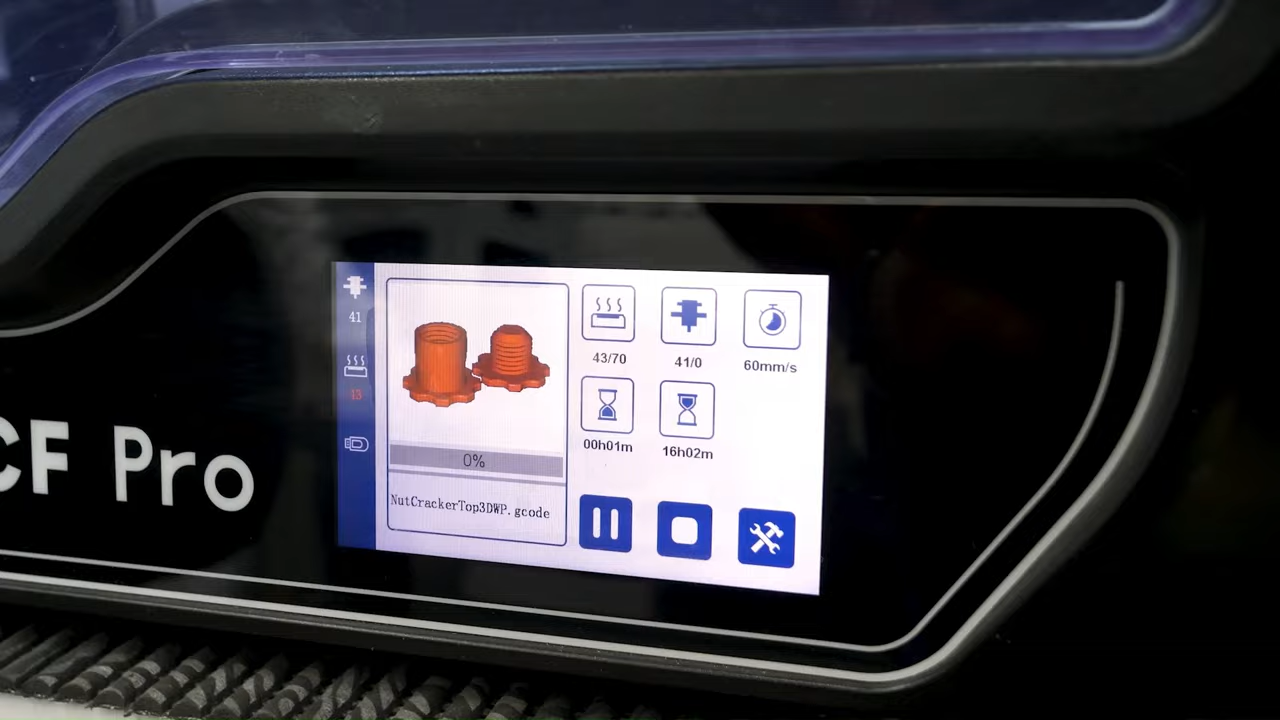 CF Pro
41
43/70
41/0
60mm/s
13
00h01m
16h02m
0%
NutCrackerTop3DWP.gcode